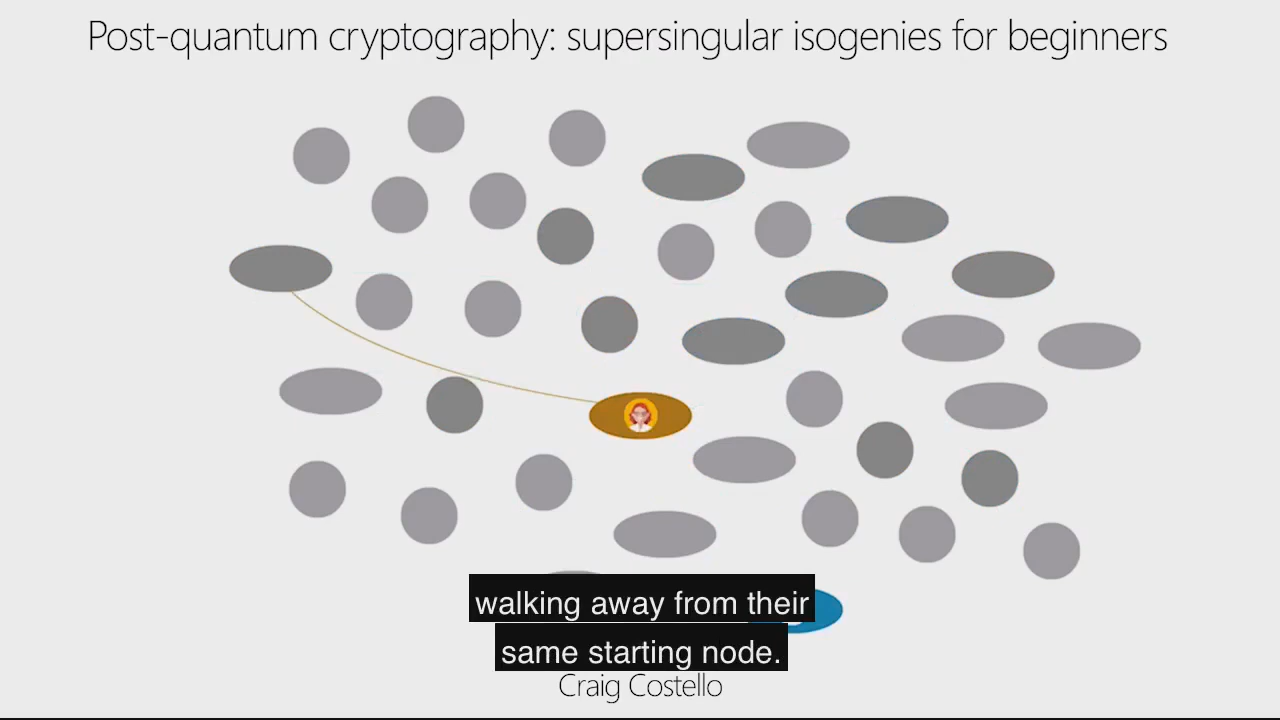 Post-quantum cryptography: supersingular isogenies for beginners
walking away from their
same starting node.
Craig Costello